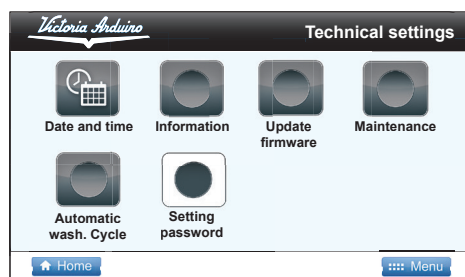 Victoria Arduino
Technical settings
Date and time
Information
Update
firmware
Maintenance
Automatic
wash. Cycle
Setting
password
Home
Menu